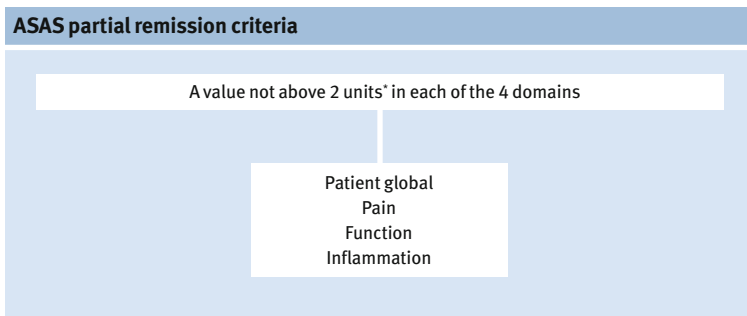 ASAS partial remission criteria
A value not above 2 units* in each of the 4 domains
Patient global
Pain
Function
Inflammation